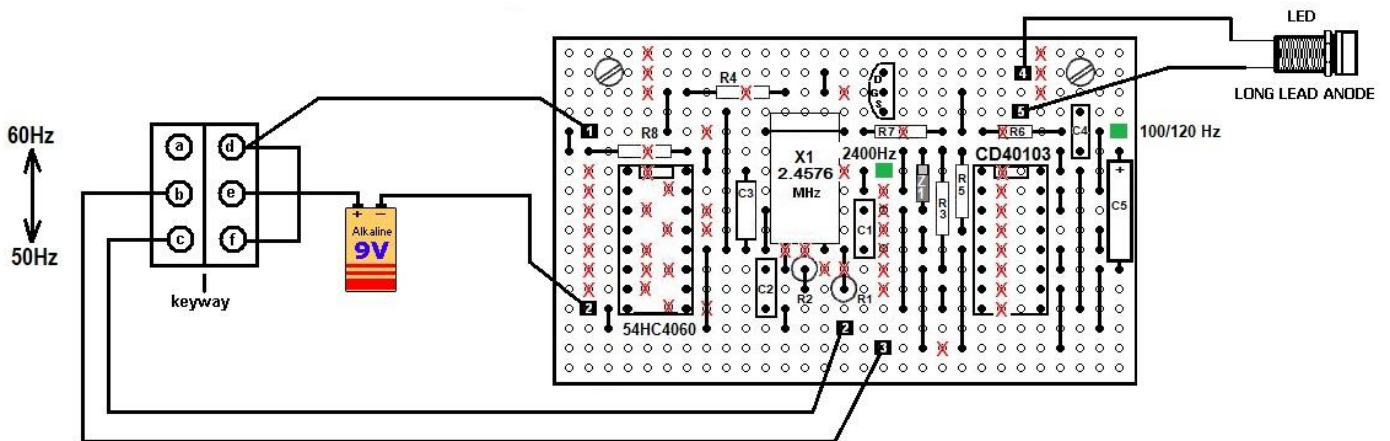 LED
LONG LEAD ANODE
4
5
R4
D
G
S
60Hz
50Hz
a
d
b
e
c
f
keyway
+ −
Alkaline
9V
1
R8
X1
2.4576
MHz
R7
2400Hz
R6
C4
100/120 Hz
CD40103
C3
Z1
R5
R3
C1
+
C5
C2
R2
R1
2
54HC4060
2
3